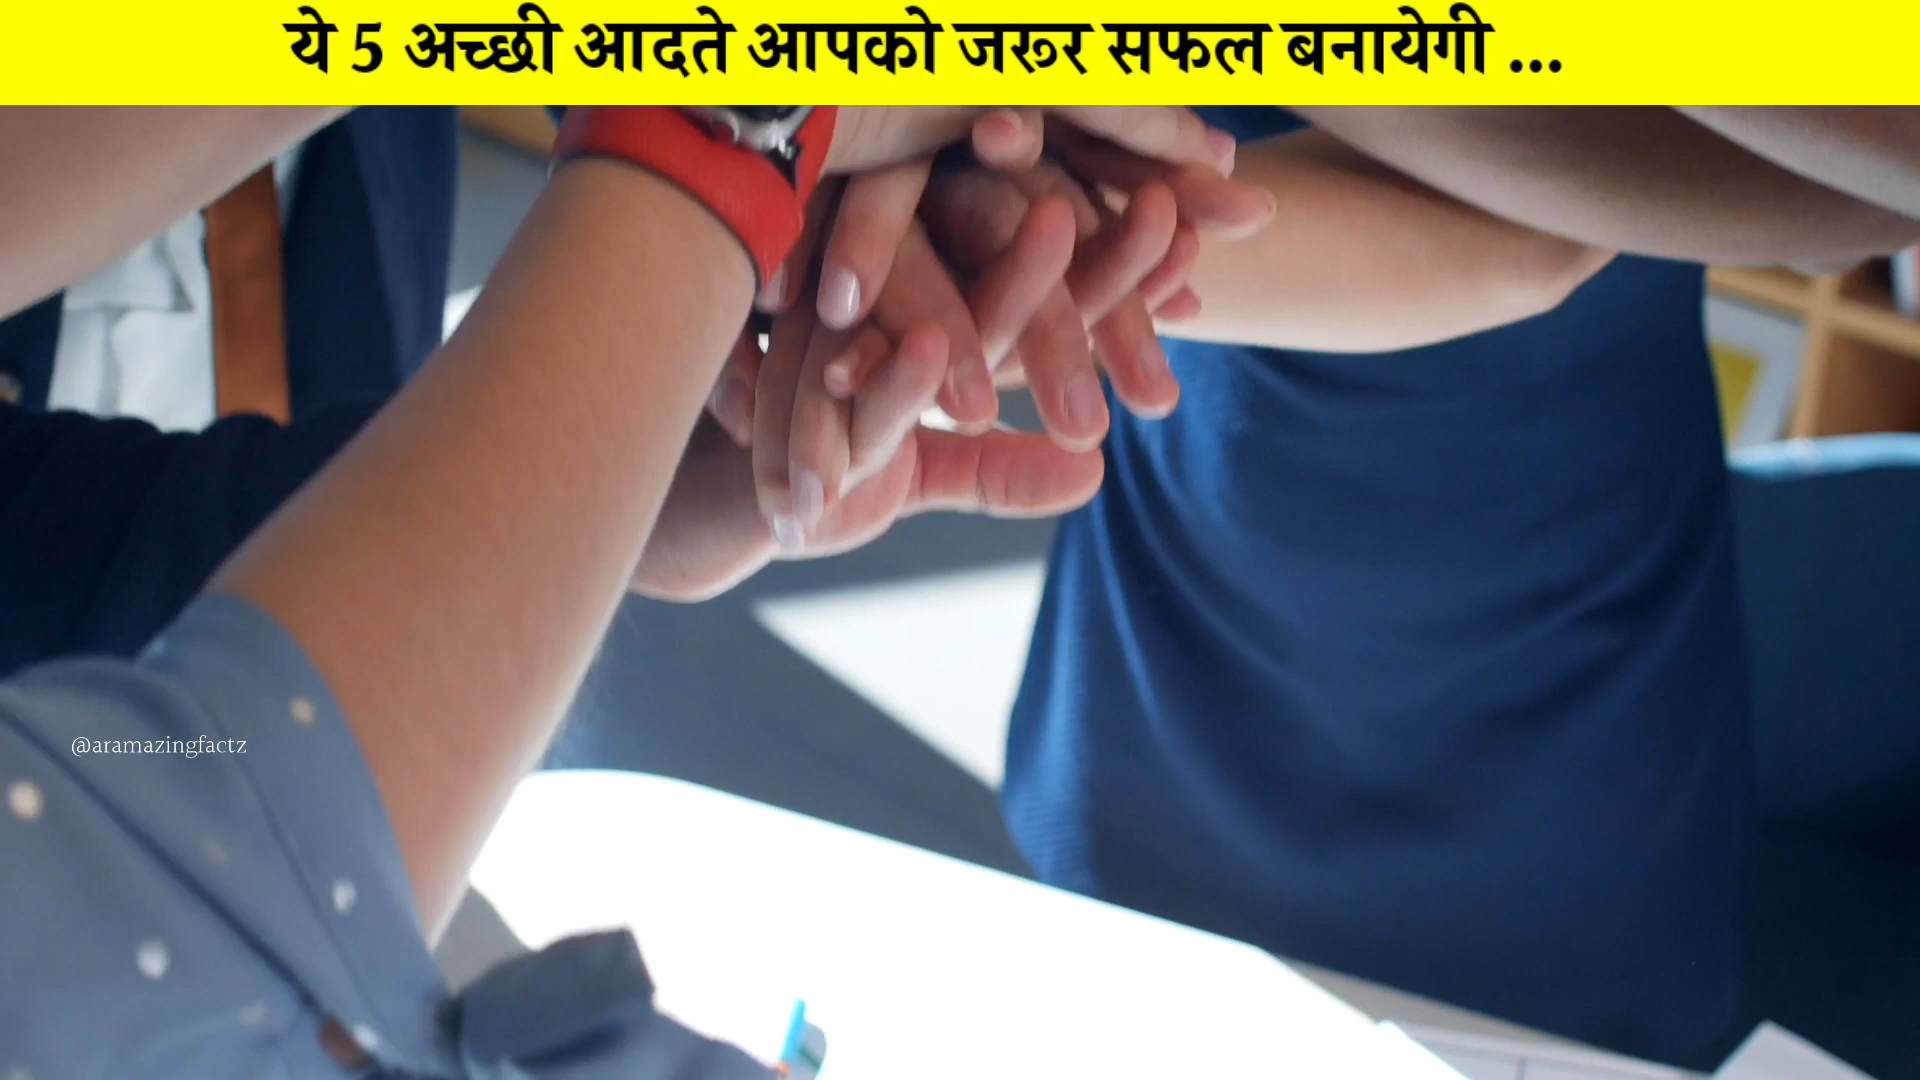 ये 5 अच्छी आदते आपको जरूर सफल बनायेगी ...
@aramazingfactz